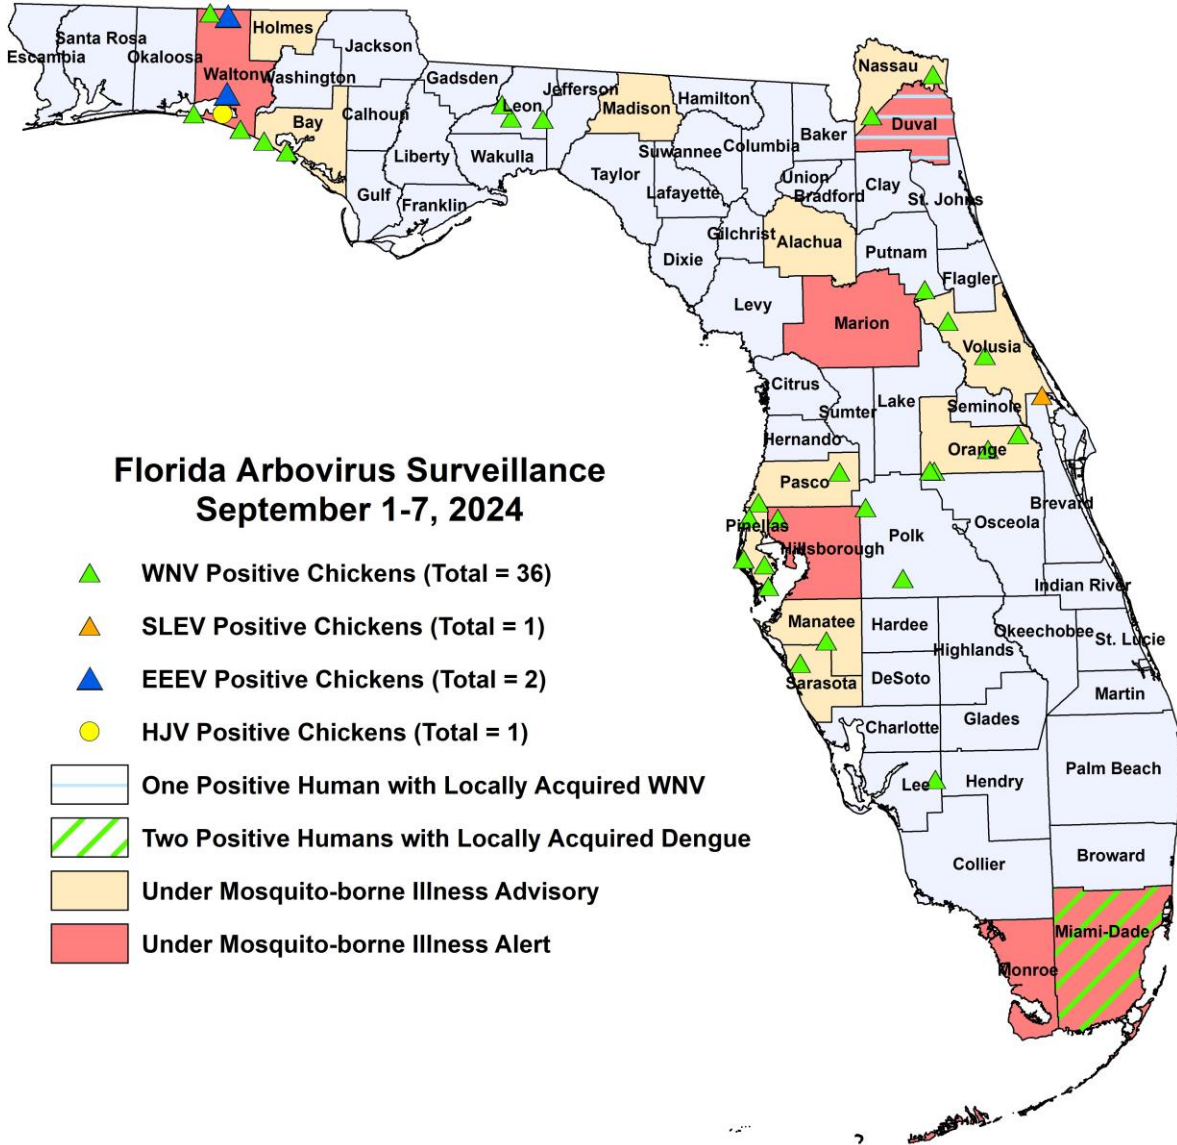 Holmes
Santa Rosa
Jackson
Escambia
Okaloosa
Walton
Washington
Gadsden
Jefferson
Leon
Madison
Hamilton
Nassau
Duval
Bay
Calhoun
Liberty
Wakulla
Gulf
Franklin
Taylor
Suwannee
Columbia
Baker
Lafayette
Union
Bradford
Clay
St. Johns
Gilchrist
Alachua
Putnam
Dixie
Flagler
Levy
Marion
Volusia
Citrus
Sumter
Lake
Seminole
Hernando
Orange
Pasco
Brevard
Pinellas
Hillsborough
Polk
Osceola
Indian River
Manatee
Hardee
Okeechobee
St. Lucie
Highlands
Sarasota
DeSoto
Martin
Charlotte
Glades
Lee
Hendry
Palm Beach
Collier
Broward
Miami-Dade
Monroe
Florida Arbovirus Surveillance
September 1-7, 2024
WNV Positive Chickens (Total = 36)
SLEV Positive Chickens (Total = 1)
EEEV Positive Chickens (Total = 2)
HJV Positive Chickens (Total = 1)
One Positive Human with Locally Acquired WNV
Two Positive Humans with Locally Acquired Dengue
Under Mosquito-borne Illness Advisory
Under Mosquito-borne Illness Alert